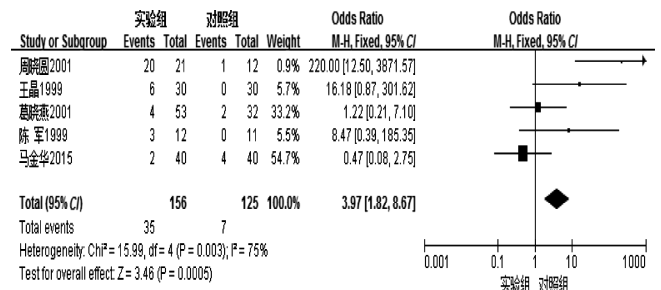 实验组 对照组 Odds Ratio Odds Ratio
Study or Subgroup Events Total Events Total Weight M-H, Fixed, 95% CI M-H, Fixed, 95% CI
周晓圆2001 20 21 1 12 0.9% 220.00 [12.50, 3871.57]
王晶1999 6 30 0 30 10.0% 16.18 [0.87, 301.62]
葛晓燕2001 4 53 2 32 33.2% 1.22 [0.21, 7.10]
陈 军1999 3 12 0 11 5.5% 8.47 [0.39, 185.35]
马金华2015 2 40 4 40 54.7% 0.47 [0.08, 2.75]
Total (95% CI) 156 125 100.0% 3.97 [1.82, 8.67]
Total events 35 7
Heterogeneity: Chi² = 15.99, df = 4 (P = 0.003); I² = 75%
Test for overall effect: Z = 3.46 (P = 0.0005)
0.001 0.1 1 10 1000
实验组 对照组